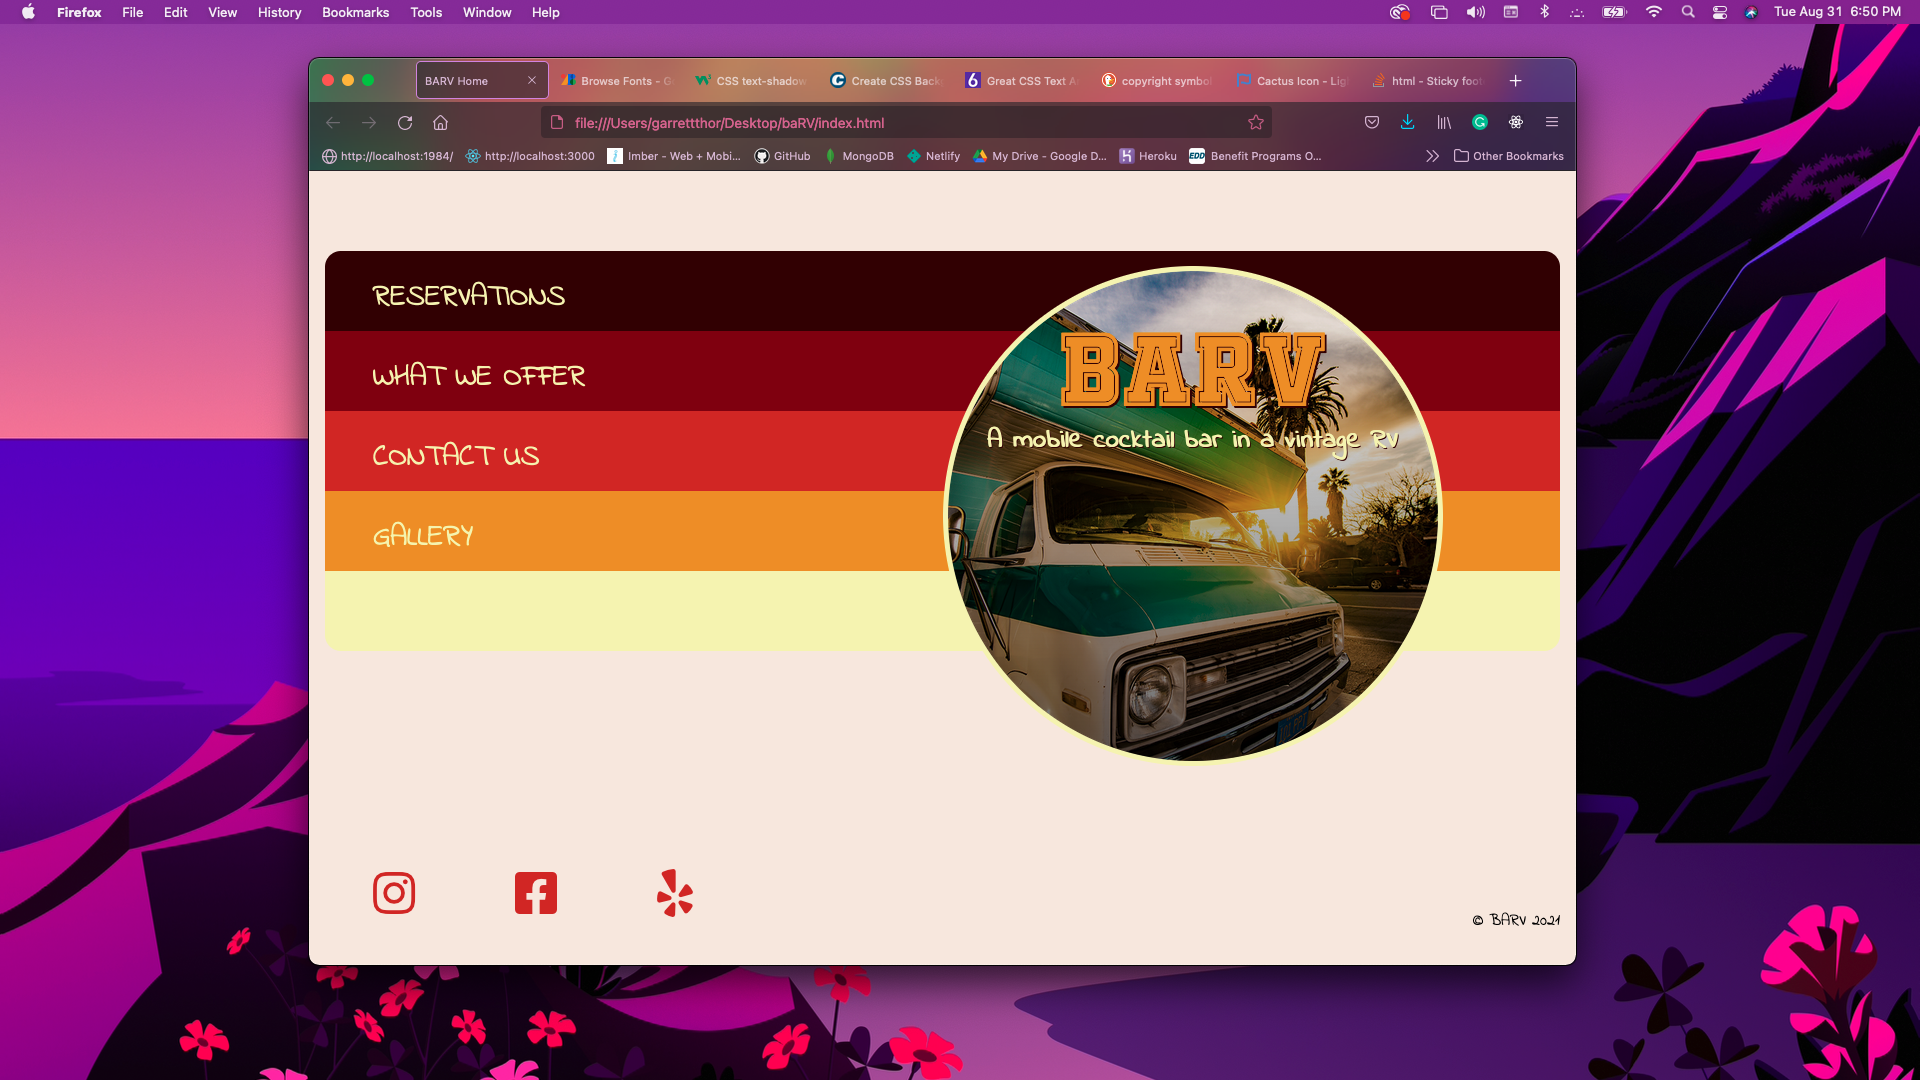 Firefox File Edit View History Bookmarks Tools Window Help Tue Aug 31 6:50 PM
BARV Home Browse Fonts - G CSS text-shadow Create CSS Back Great CSS Text A copyright symbol Cactus Icon - Lig html - Sticky foot
file:///Users/garrettthor/Desktop/baRV/index.html
http://localhost:1984/ http://localhost:3000 Imber - Web + Mobi... GitHub MongoDB Netlify My Drive - Google D... Heroku EDD Benefit Programs O... Other Bookmarks
RESERVATIONS
WHAT WE OFFER
CONTACT US
GALLERY
BARV
A mobile cocktail bar in a vintage RV
© BARV 2021